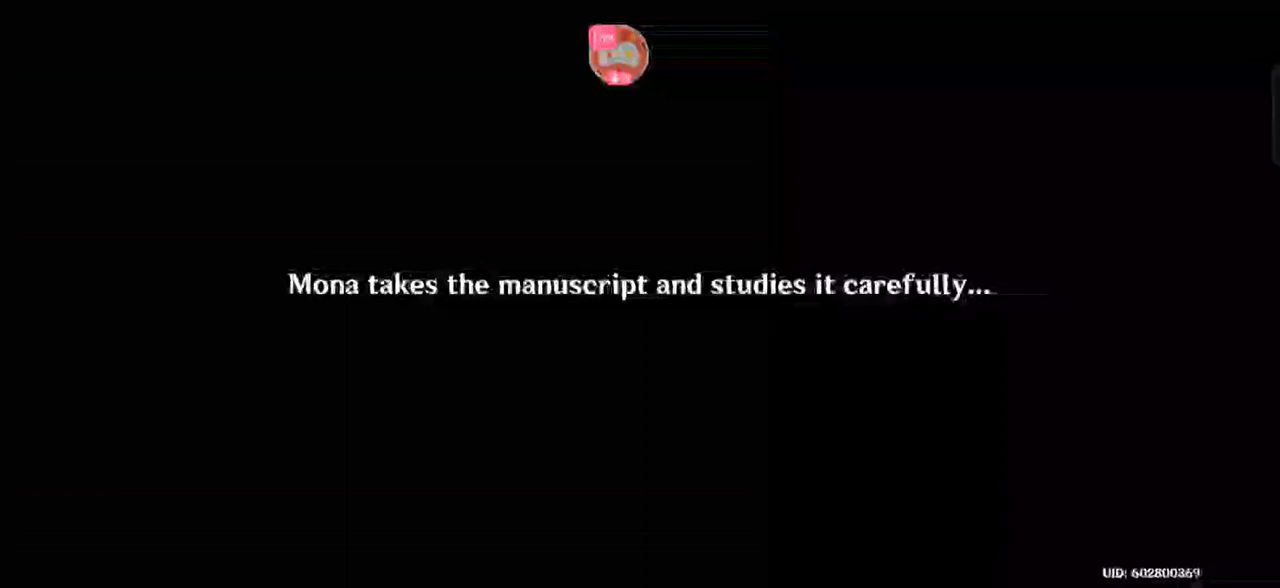 Mona takes the manuscript and studies it carefully...
UID: 602800369